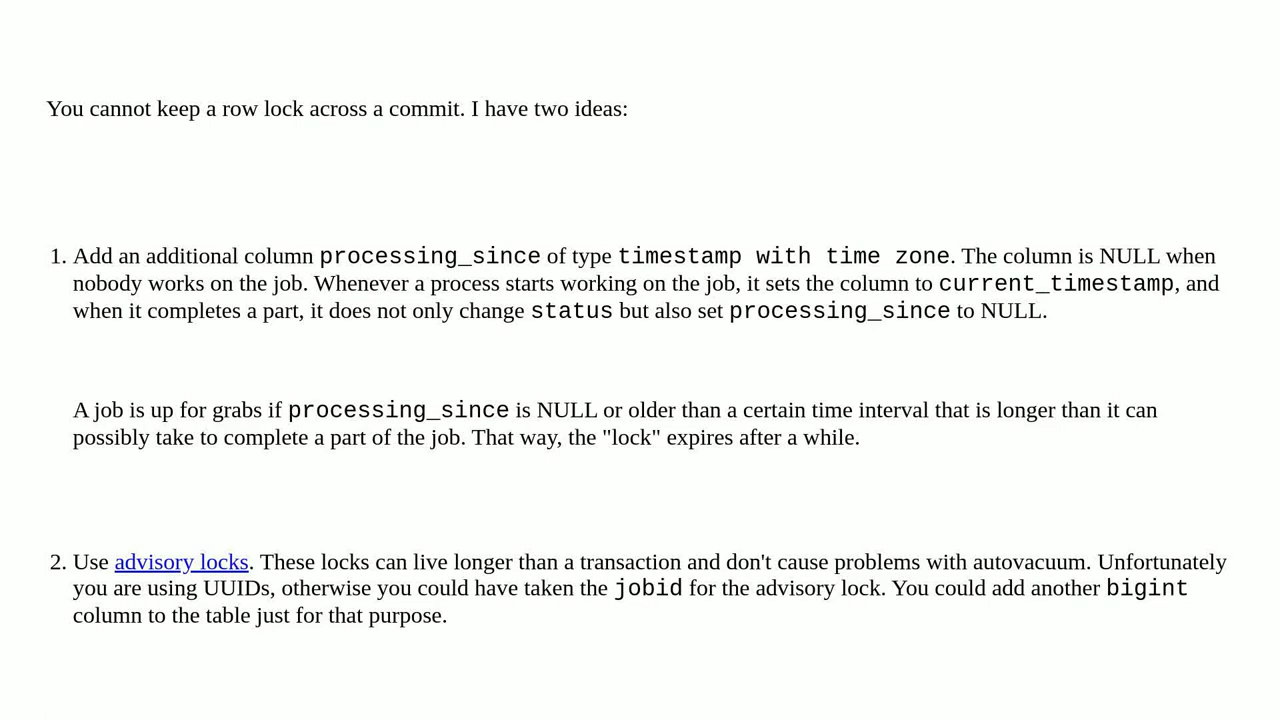 You cannot keep a row lock across a commit. I have two ideas:
1. Add an additional column processing_since of type timestamp with time zone. The column is NULL when
nobody works on the job. Whenever a process starts working on the job, it sets the column to current_timestamp, and
when it completes a part, it does not only change status but also set processing_since to NULL.
A job is up for grabs if processing_since is NULL or older than a certain time interval that is longer than it can
possibly take to complete a part of the job. That way, the "lock" expires after a while.
2. Use advisory locks. These locks can live longer than a transaction and don't cause problems with autovacuum. Unfortunately
you are using UUIDs, otherwise you could have taken the jobid for the advisory lock. You could add another bigint
column to the table just for that purpose.